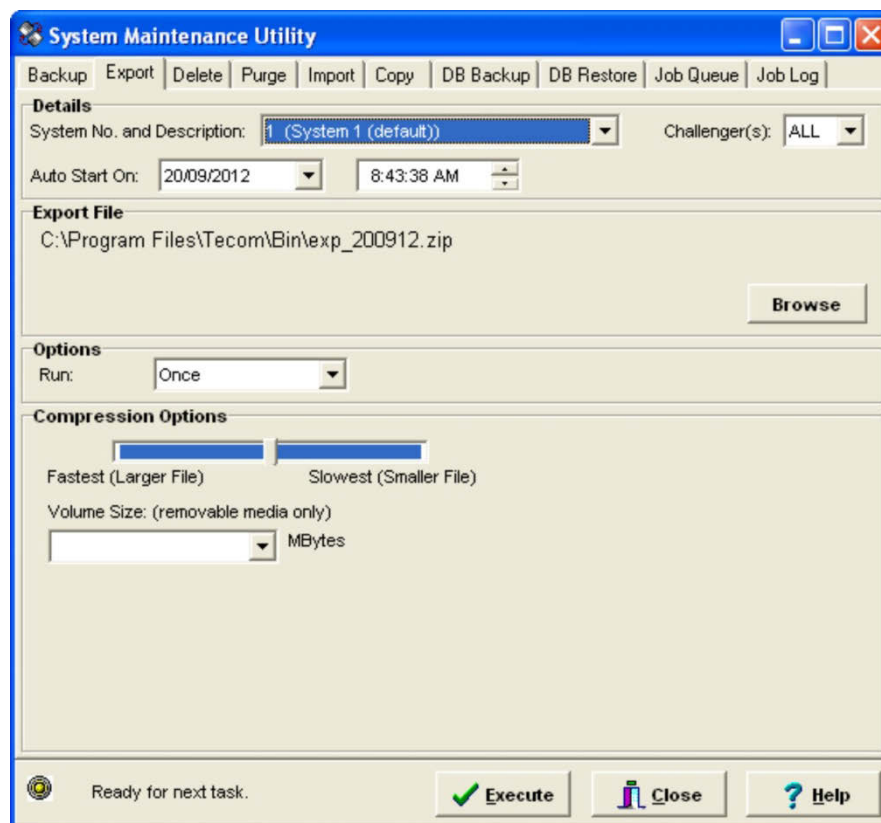 System Maintenance Utility
Backup Export Delete Purge Import Copy DB Backup DB Restore Job Queue Job Log
Details
System No. and Description: 1 (System 1 (default)) Challenger(s): ALL
Auto Start On: 20/09/2012 8:43:38 AM
Export File
C:\Program Files\Tecom\Bin\exp_200912.zip
Browse
Options
Run: Once
Compression Options
Fastest (Larger File) Slowest (Smaller File)
Volume Size: (removable media only)
MBytes
Ready for next task. Execute Close ? Help